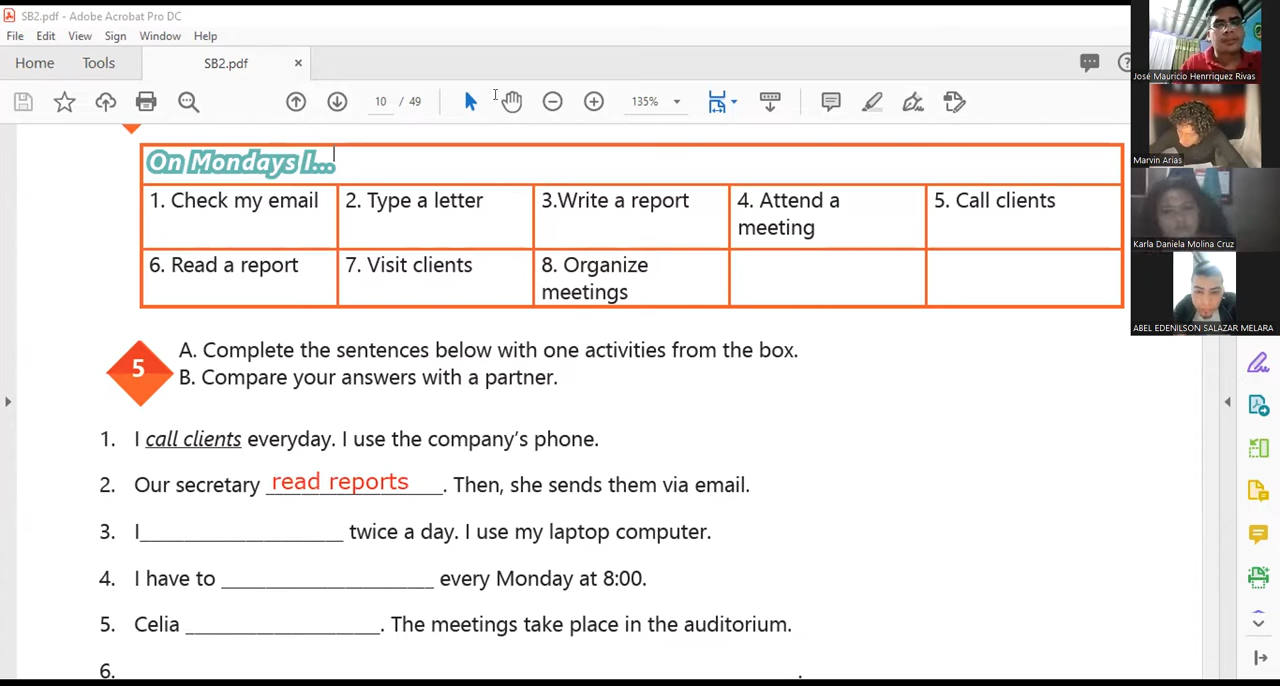 SB2.pdf - Adobe Acrobat Pro DC
File Edit View Sign Window Help
Home Tools SB2.pdf ×
10 / 49 135%
On Mondays I...
1. Check my email 2. Type a letter 3.Write a report 4. Attend a meeting 5. Call clients
6. Read a report 7. Visit clients 8. Organize meetings
5
A. Complete the sentences below with one activities from the box.
B. Compare your answers with a partner.
1. I call clients everyday. I use the company's phone.
2. Our secretary read reports. Then, she sends them via email.
3. I____________________ twice a day. I use my laptop computer.
4. I have to _____________________ every Monday at 8:00.
5. Celia ___________________. The meetings take place in the auditorium.
6. .
José Mauricio Henrriquez Rivas
Marvin Arias
Karla Daniela Molina Cruz
ABEL EDENILSON SALAZAR MELARA